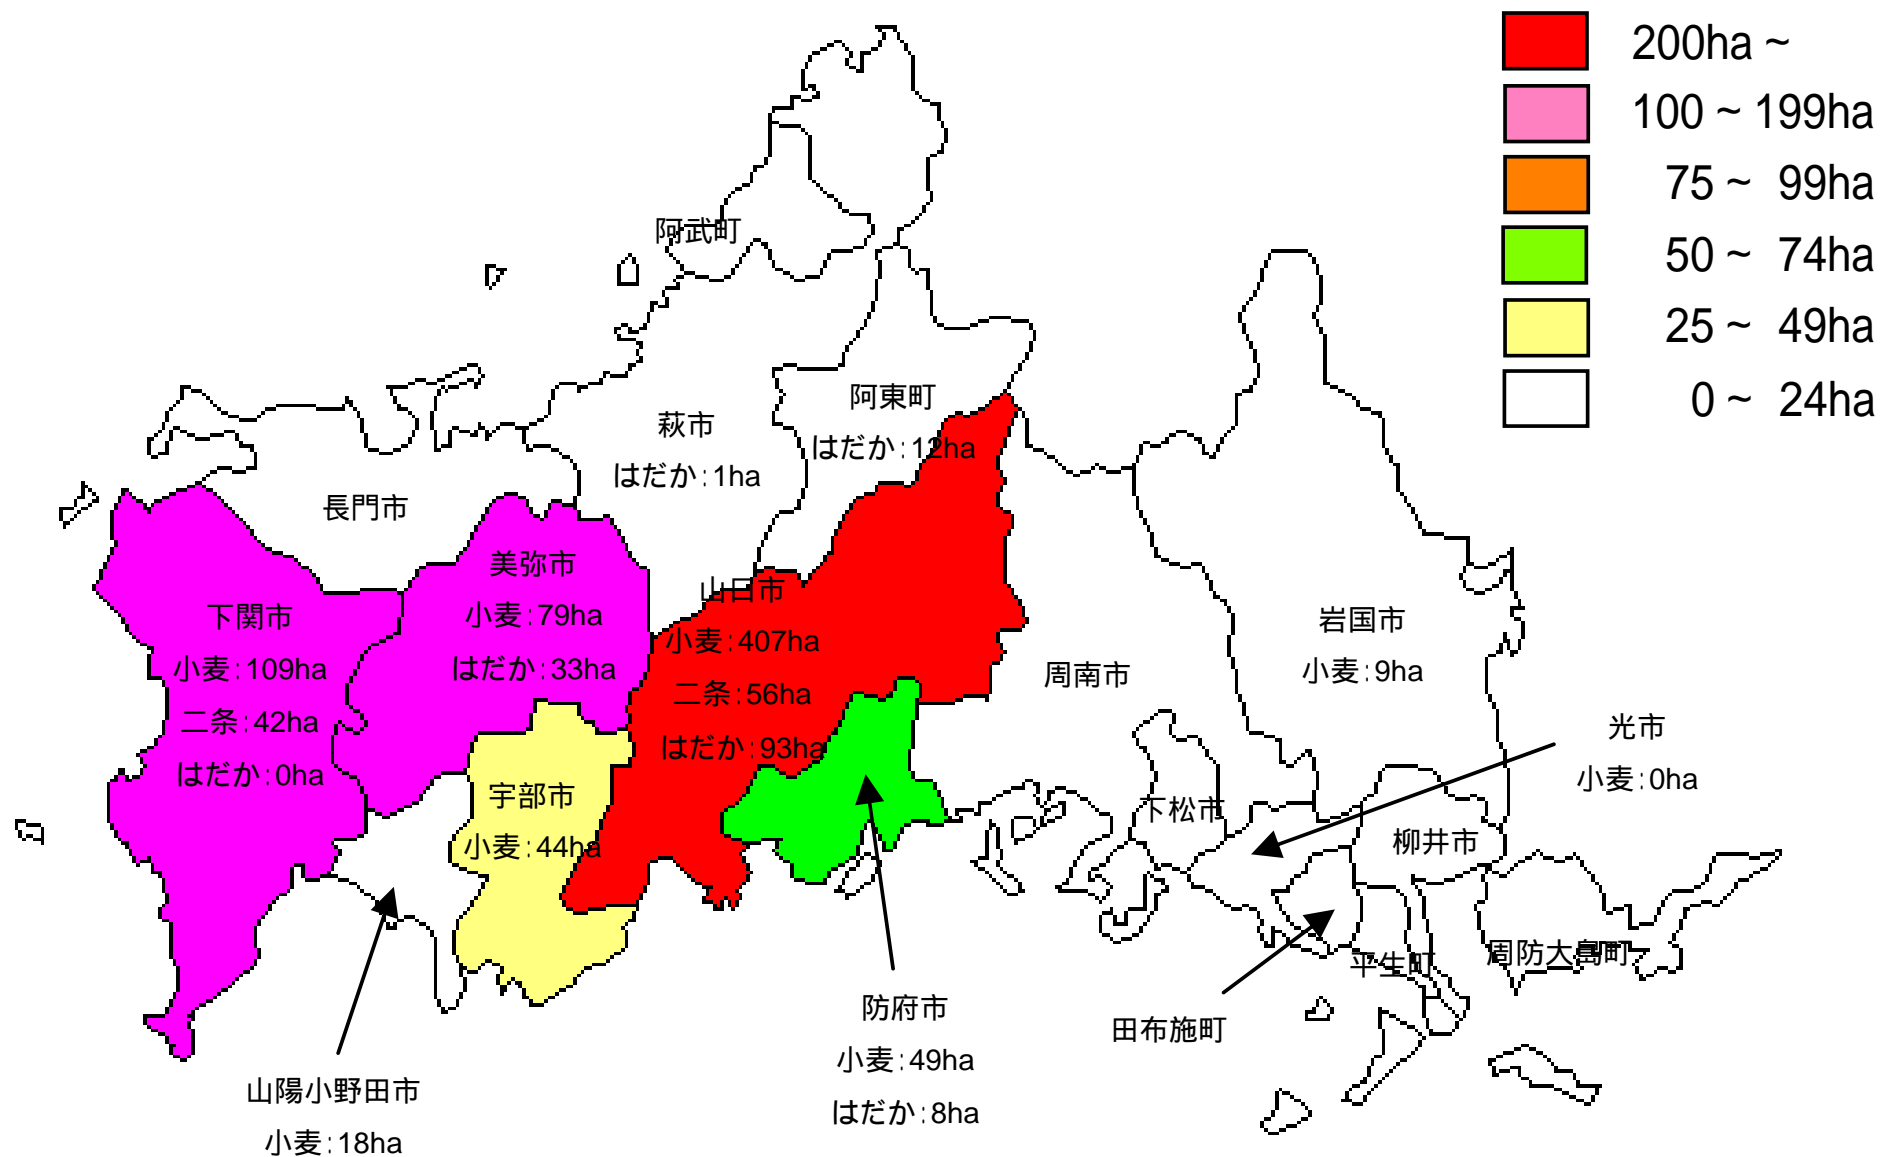 200ha ~
100 ~ 199ha
75 ~ 99ha
50 ~ 74ha
25 ~ 49ha
0 ~ 24ha
阿武町
阿東町
はだか:12ha
萩市
はだか:1ha
長門市
美弥市
小麦:79ha
はだか:33ha
下関市
小麦:109ha
二条:42ha
はだか:0ha
山口市
小麦:407ha
二条:56ha
はだか:93ha
岩国市
小麦:9ha
周南市
光市
小麦:0ha
宇部市
小麦:44ha
下松市
柳井市
周防大島町
平生町
田布施町
防府市
小麦:49ha
はだか:8ha
山陽小野田市
小麦:18ha